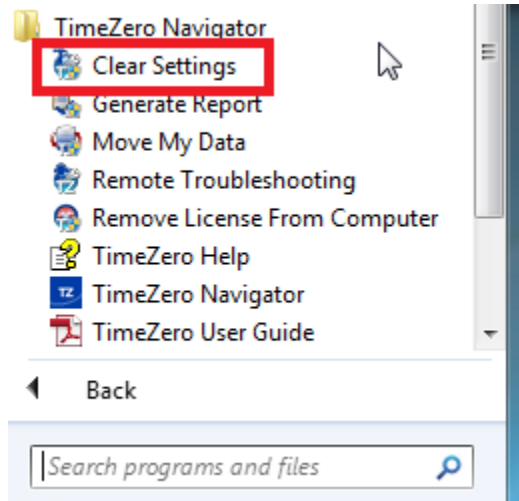 TimeZero Navigator
Clear Settings
Generate Report
Move My Data
Remote Troubleshooting
Remove License From Computer
TimeZero Help
TZ TimeZero Navigator
TimeZero User Guide
Back
Search programs and files